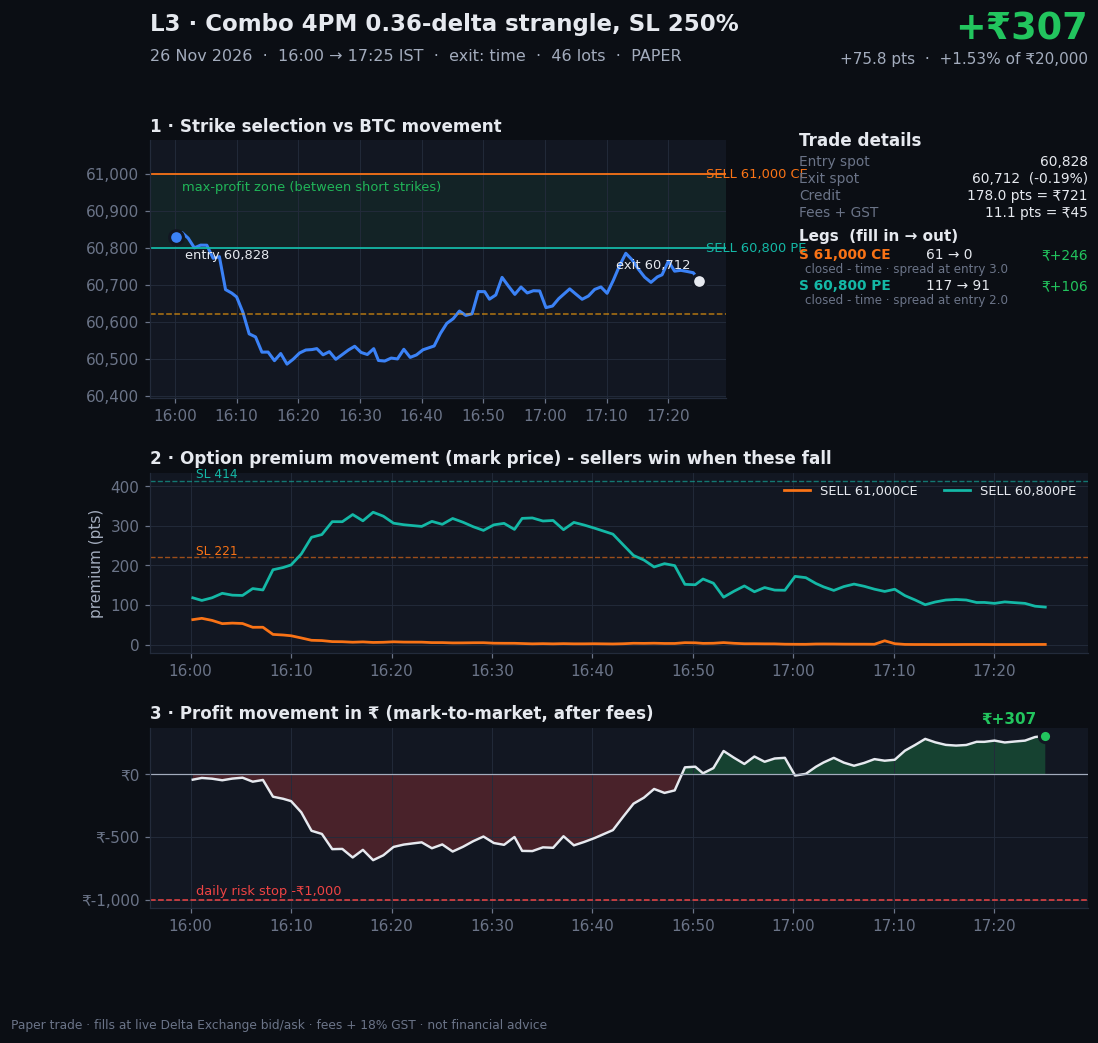 L3 · Combo 4PM 0.36-delta strangle, SL 250%
+₹307
26 Nov 2026 · 16:00 → 17:25 IST · exit: time · 46 lots · PAPER
+75.8 pts · +1.53% of ₹20,000
1 · Strike selection vs BTC movement
61,000
60,900
60,800
60,700
60,600
60,500
60,400
SELL 61,000 CE
max-profit zone (between short strikes)
SELL 60,800 PE
entry 60,828
exit 60,712
16:00 16:10 16:20 16:30 16:40 16:50 17:00 17:10 17:20
Trade details
Entry spot 60,828
Exit spot 60,712 (-0.19%)
Credit 178.0 pts = ₹721
Fees + GST 11.1 pts = ₹45
Legs (fill in → out)
S 61,000 CE 61 → 0 ₹+246
closed - time · spread at entry 3.0
S 60,800 PE 117 → 91 ₹+106
closed - time · spread at entry 2.0
2 · Option premium movement (mark price) - sellers win when these fall
premium (pts)
400
300
200
100
0
SL 414
SL 221
SELL 61,000CE SELL 60,800PE
16:00 16:10 16:20 16:30 16:40 16:50 17:00 17:10 17:20
3 · Profit movement in ₹ (mark-to-market, after fees)
₹+307
₹0
₹-500
₹-1,000
daily risk stop -₹1,000
16:00 16:10 16:20 16:30 16:40 16:50 17:00 17:10 17:20
Paper trade · fills at live Delta Exchange bid/ask · fees + 18% GST · not financial advice